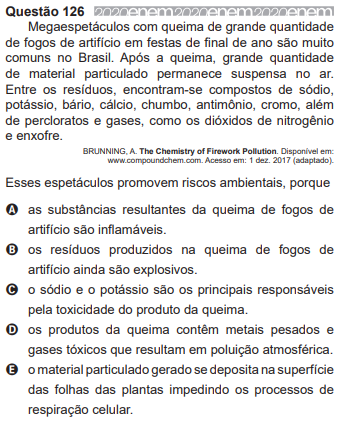 Questão 126 2020enem2020enem2020enem
Megaespetáculos com queima de grande quantidade
de fogos de artifício em festas de final de ano são muito
comuns no Brasil. Após a queima, grande quantidade
de material particulado permanece suspensa no ar.
Entre os resíduos, encontram-se compostos de sódio,
potássio, bário, cálcio, chumbo, antimônio, cromo, além
de percloratos e gases, como os dióxidos de nitrogênio
e enxofre.
BRUNNING, A. The Chemistry of Firework Pollution. Disponível em:
www.compoundchem.com. Acesso em: 1 dez. 2017 (adaptado).
Esses espetáculos promovem riscos ambientais, porque
A as substâncias resultantes da queima de fogos de
artifício são inflamáveis.
B os resíduos produzidos na queima de fogos de
artifício ainda são explosivos.
C o sódio e o potássio são os principais responsáveis
pela toxicidade do produto da queima.
D os produtos da queima contêm metais pesados e
gases tóxicos que resultam em poluição atmosférica.
E o material particulado gerado se deposita na superfície
das folhas das plantas impedindo os processos de
respiração celular.